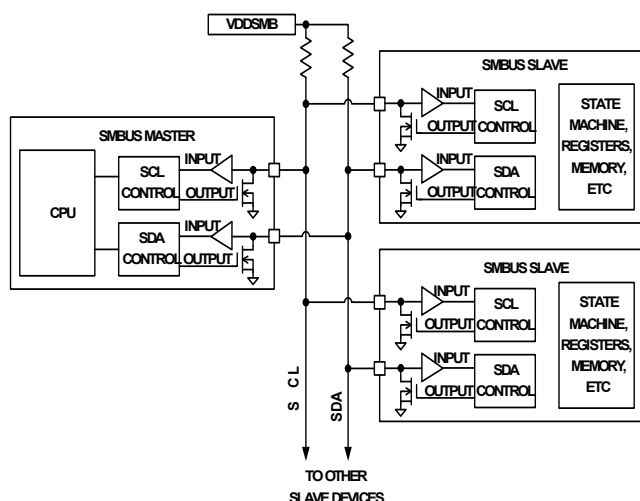 VDDSMB
SMBUS MASTER
CPU
SCL
CONTROL
INPUT
OUTPUT
SDA
CONTROL
INPUT
OUTPUT
SMBUS SLAVE
INPUT
OUTPUT
SCL
CONTROL
INPUT
OUTPUT
SDA
CONTROL
STATE
MACHINE,
REGISTERS,
MEMORY,
ETC
SMBUS SLAVE
INPUT
OUTPUT
SCL
CONTROL
INPUT
OUTPUT
SDA
CONTROL
STATE
MACHINE,
REGISTERS,
MEMORY,
ETC
S CL
SDA
TO OTHER
SLAVE DEVICES